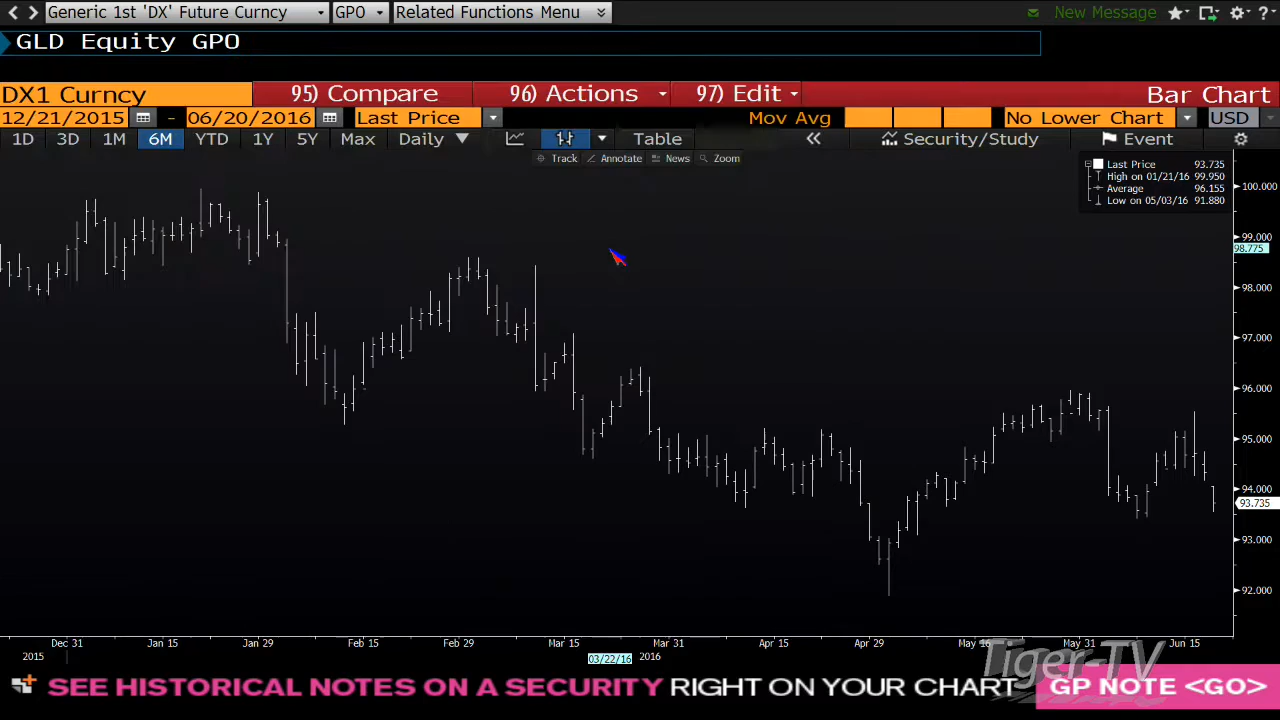 Generic 1st 'DX' Future Curncy GPO Related Functions Menu New Message
GLD Equity GPO
DX1 Curncy 95) Compare 96) Actions 97) Edit Bar Chart
12/21/2015 - 06/20/2016 Last Price Mov Avg No Lower Chart USD
1D 3D 1M 6M YTD 1Y 5Y Max Daily Table Security/Study Event
Track Annotate News Zoom
Last Price 93.735
High on 01/21/16 99.950
Average 96.155
Low on 05/03/16 91.880
100.000
99.000
98.775
98.000
97.000
96.000
95.000
94.000
93.735
93.000
92.000
Dec 31 Jan 15 Jan 29 Feb 15 Feb 29 Mar 15 Mar 31 Apr 15 Apr 29 May 16 May 31 Jun 15
2015 03/22/16 2016
Tiger-TV
SEE HISTORICAL NOTES ON A SECURITY RIGHT ON YOUR CHART GP NOTE <GO>